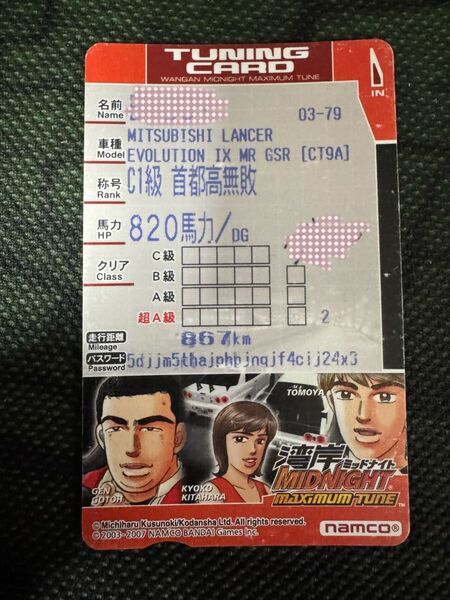 TUNING
CARD
WANGAN MIDNIGHT MAXIMUM TUNE
IN
名前
Name
03-79
車種
Model
MITSUBISHI LANCER
EVOLUTION IX MR GSR [CT9A]
称号
Rank
C1級 首都高無敗
馬力
HP
820馬力/DG
クリア
Class
C級
B級
A級
超A級
2
走行距離
Mileage
867km
パスワード
Password
TOMOYA
GEN
GOTOH
KYOKO
KITAHARA
湾岸
ミッドナイト
MIDNIGHT
MAXIMUM TUNE™
© Michiharu Kusunoki/Kodansha Ltd. All rights reserved.
© 2003-2007 NAMCO BANDAI Games Inc.
namco®